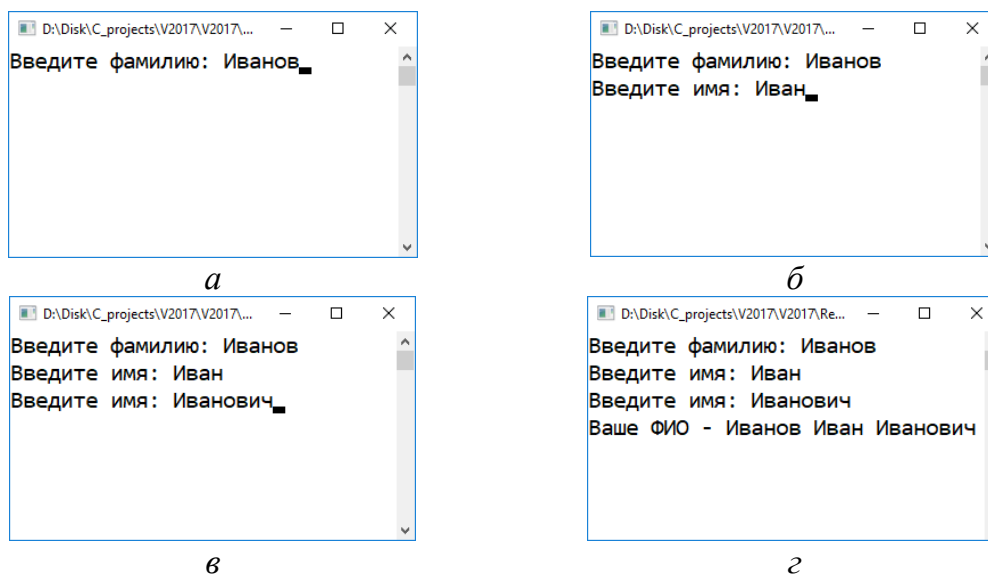 D:\Disk\C_projects\V2017\V2017\...
Введите фамилию: Иванов
а
D:\Disk\C_projects\V2017\V2017\...
Введите фамилию: Иванов
Введите имя: Иван
б
D:\Disk\C_projects\V2017\V2017\...
Введите фамилию: Иванов
Введите имя: Иван
Введите имя: Иванович
в
D:\Disk\C_projects\V2017\V2017\Re...
Введите фамилию: Иванов
Введите имя: Иван
Введите имя: Иванович
Ваше ФИО - Иванов Иван Иванович
г